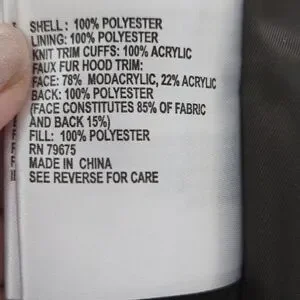 SHELL: 100% POLYESTER
LINING: 100% POLYESTER
KNIT TRIM CUFFS: 100% ACRYLIC
FAUX FUR HOOD TRIM:
FACE: 78% MODACRYLIC, 22% ACRYLIC
BACK: 100% POLYESTER
(FACE CONSTITUTES 85% OF FABRIC
AND BACK 15%)
FILL: 100% POLYESTER
RN 79675
MADE IN CHINA
SEE REVERSE FOR CARE